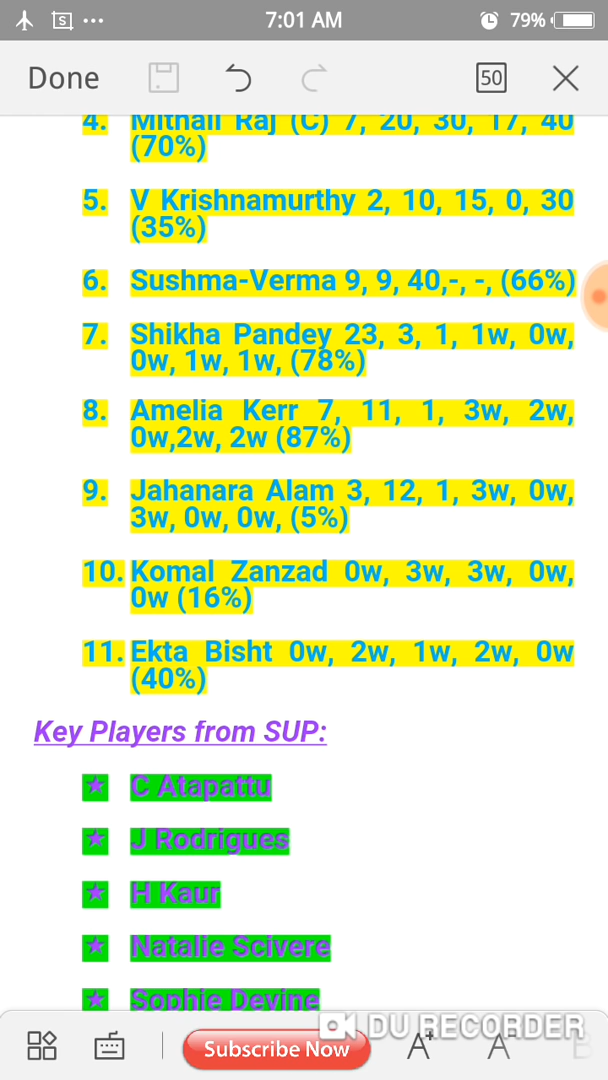 7:01 AM
79%
Done
50
4. Mithali Raj (C) 7, 20, 30, 17, 40
(70%)
5. V Krishnamurthy 2, 10, 15, 0, 30
(35%)
6. Sushma-Verma 9, 9, 40,-, -, (66%)
7. Shikha Pandey 23, 3, 1, 1w, 0w,
0w, 1w, 1w, (78%)
8. Amelia Kerr 7, 11, 1, 3w, 2w,
0w,2w, 2w (87%)
9. Jahanara Alam 3, 12, 1, 3w, 0w,
3w, 0w, 0w, (5%)
10. Komal Zanzad 0w, 3w, 3w, 0w,
0w (16%)
11. Ekta Bisht 0w, 2w, 1w, 2w, 0w
(40%)
Key Players from SUP:
★ C Atapattu
★ J Rodrigues
★ H Kaur
★ Natalie Scivere
★ Sophie Devine
DU RECORDER
Subscribe Now
A+
A-
B